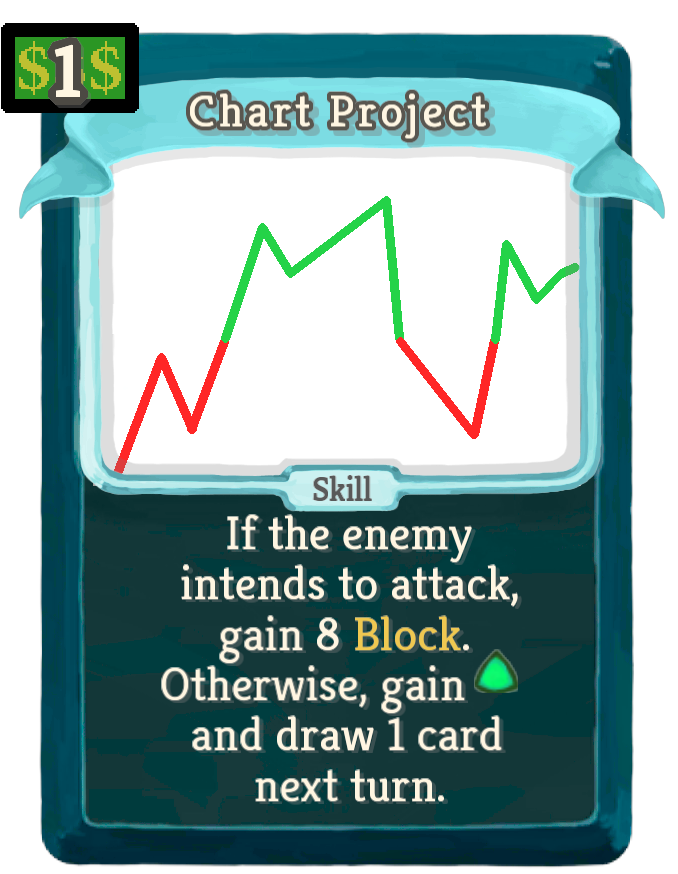 $1$
Chart Project
Skill
If the enemy
intends to attack,
gain 8 Block.
Otherwise, gain
and draw 1 card
next turn.